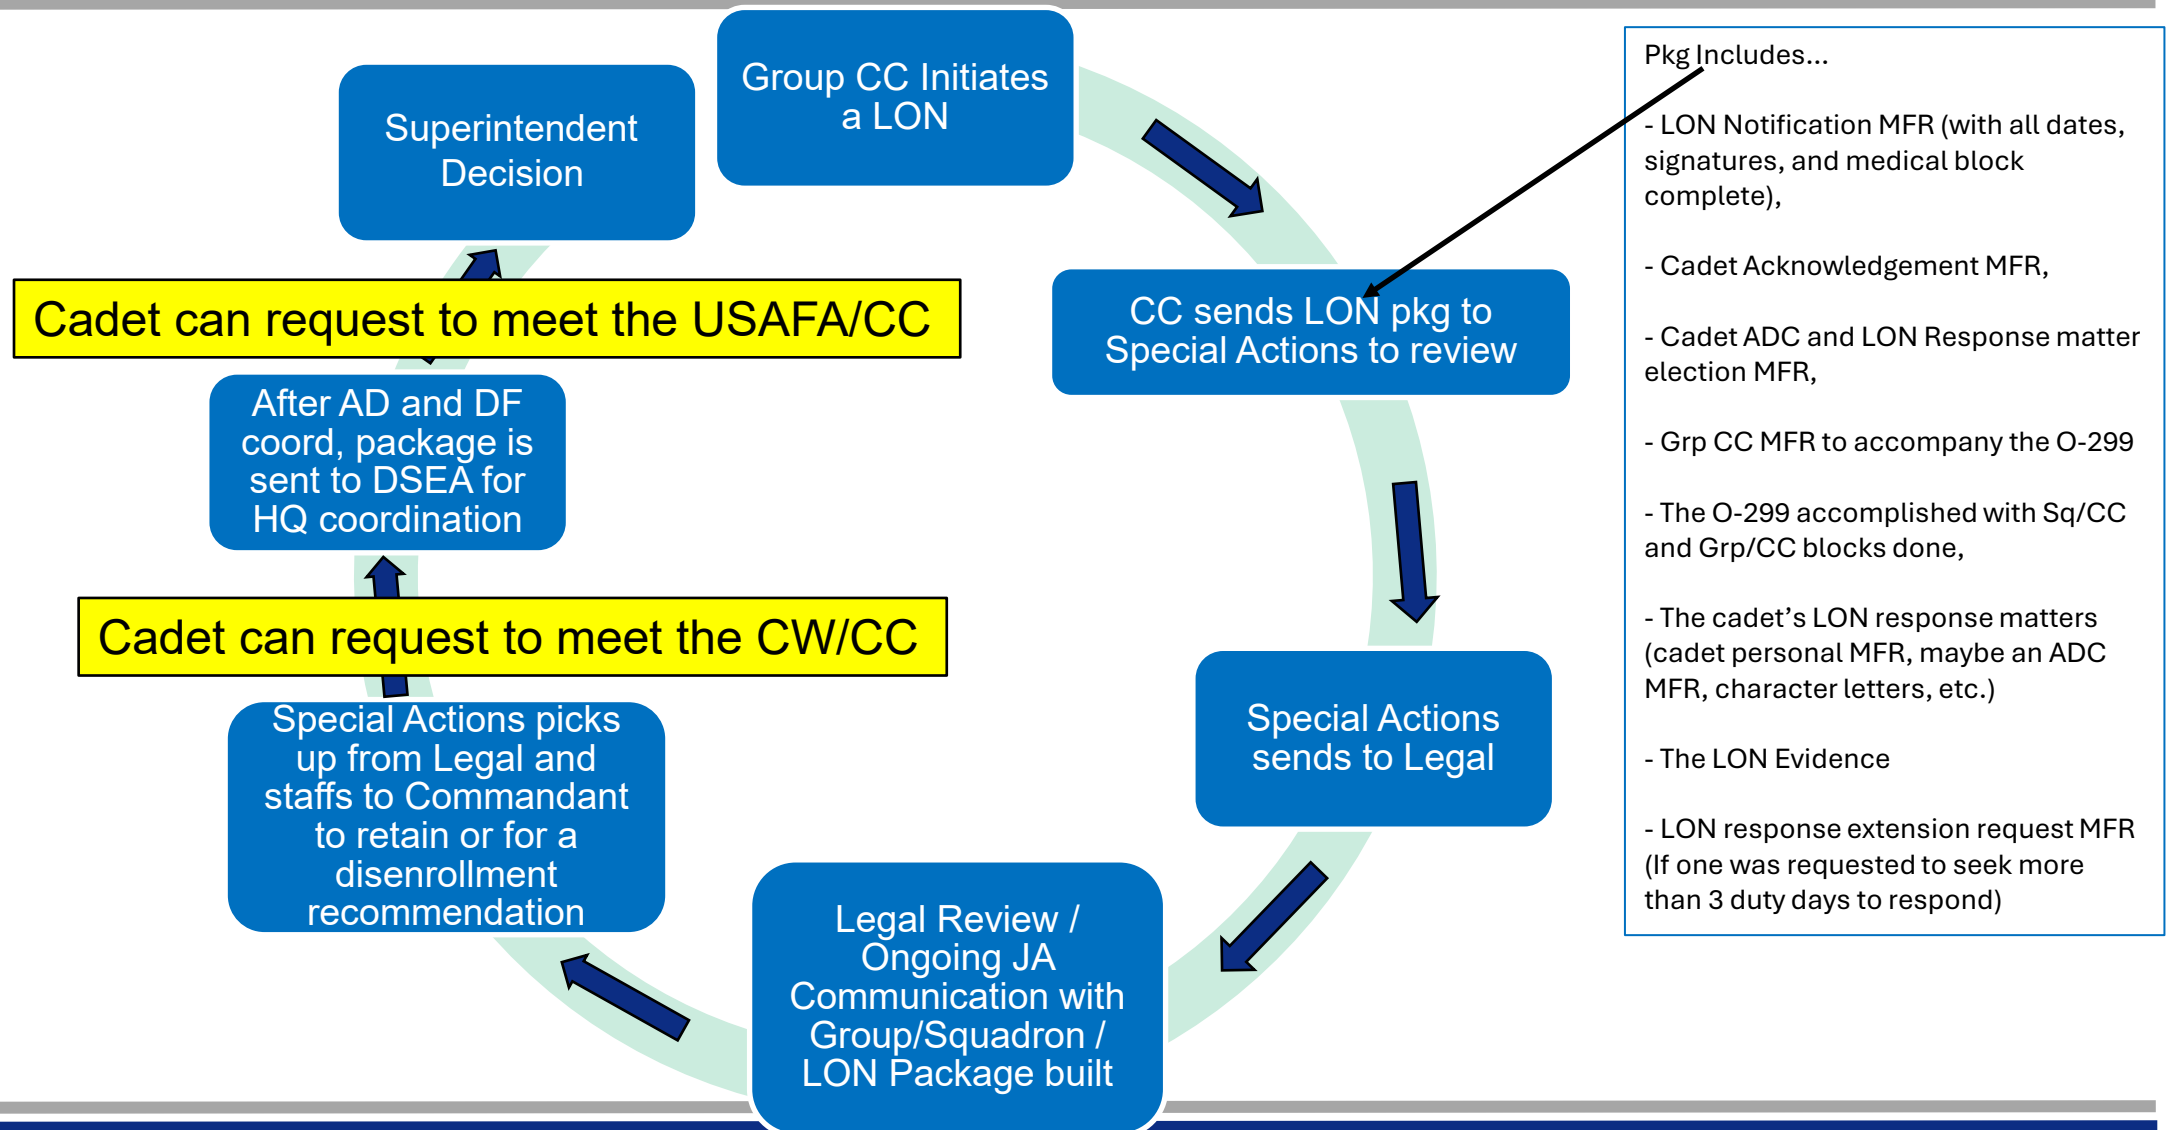 Group CC Initiates
a LON
CC sends LON pkg to
Special Actions to review
Special Actions
sends to Legal
Legal Review /
Ongoing JA
Communication with
Group/Squadron /
LON Package built
Special Actions picks
up from Legal and
staffs to Commandant
to retain or for a
disenrollment
recommendation
Cadet can request to meet the CW/CC
After AD and DF
coord, package is
sent to DSEA for
HQ coordination
Cadet can request to meet the USAFA/CC
Superintendent
Decision
Pkg Includes...
- LON Notification MFR (with all dates,
signatures, and medical block
complete),
- Cadet Acknowledgement MFR,
- Cadet ADC and LON Response matter
election MFR,
- Grp CC MFR to accompany the O-299
- The O-299 accomplished with Sq/CC
and Grp/CC blocks done,
- The cadet’s LON response matters
(cadet personal MFR, maybe an ADC
MFR, character letters, etc.)
- The LON Evidence
- LON response extension request MFR
(If one was requested to seek more
than 3 duty days to respond)